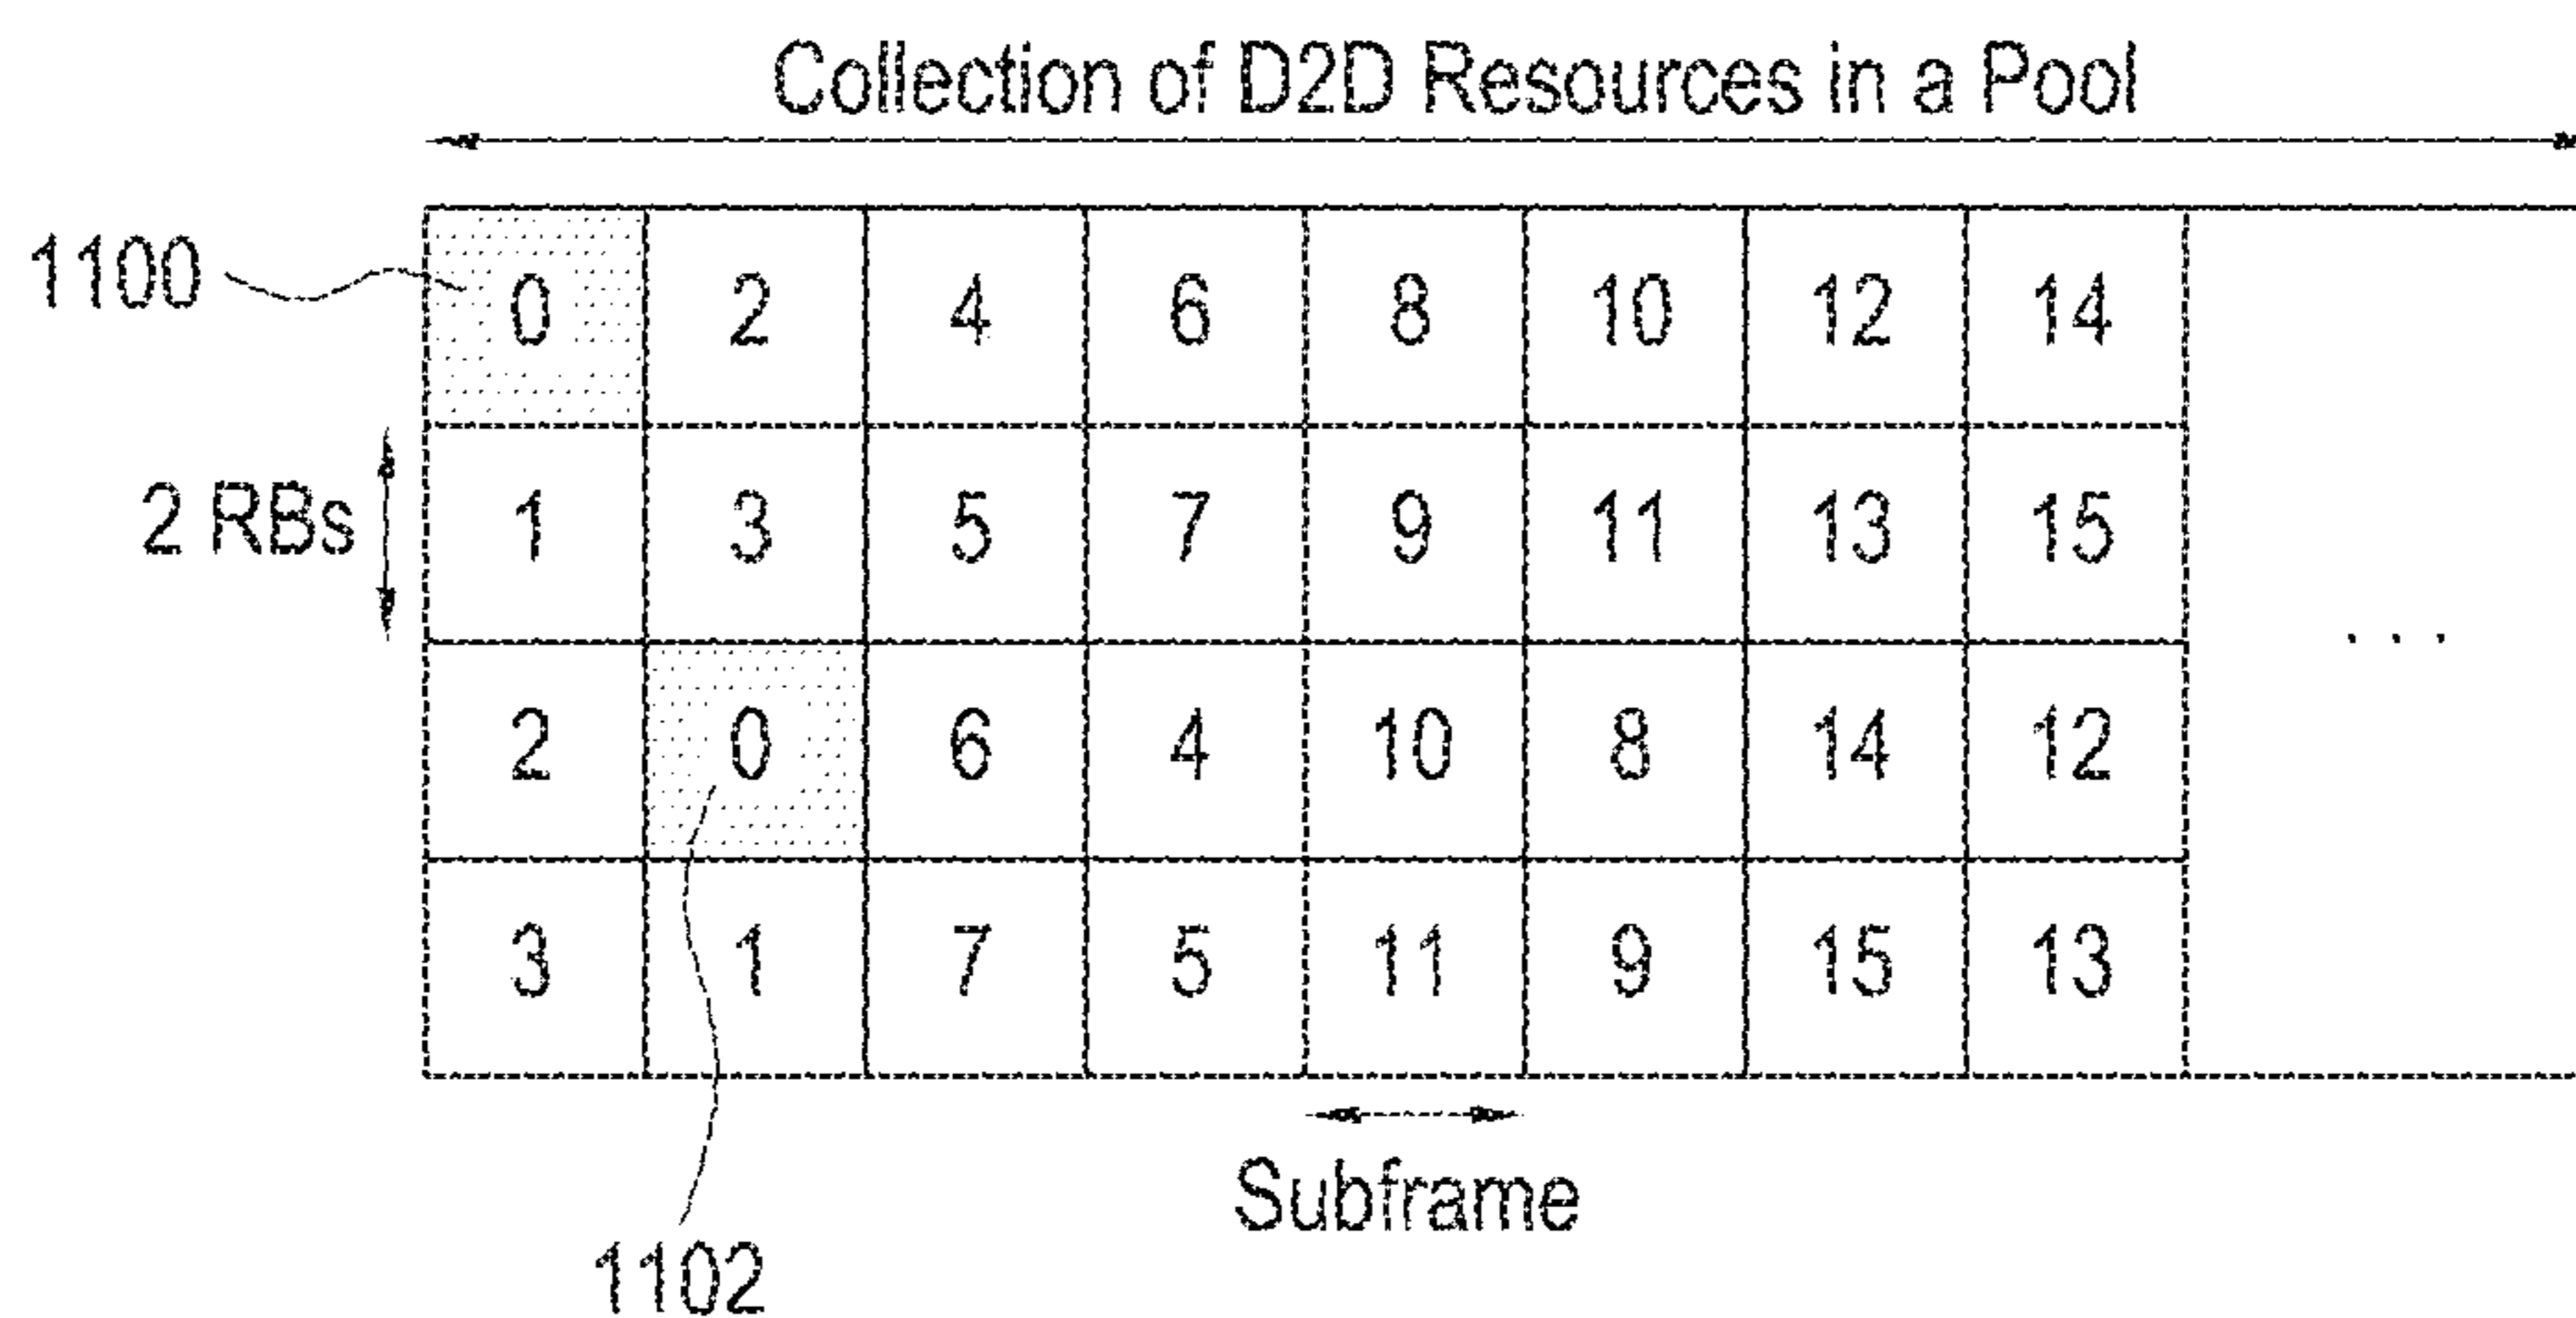 Collection of D2D Resources in a Pool
1100
0 2 4 6 8 10 12 14
2 RBs
1 3 5 7 9 11 13 15
...
2 0 6 4 10 8 14 12
3 1 7 5 11 9 15 13
Subframe
1102